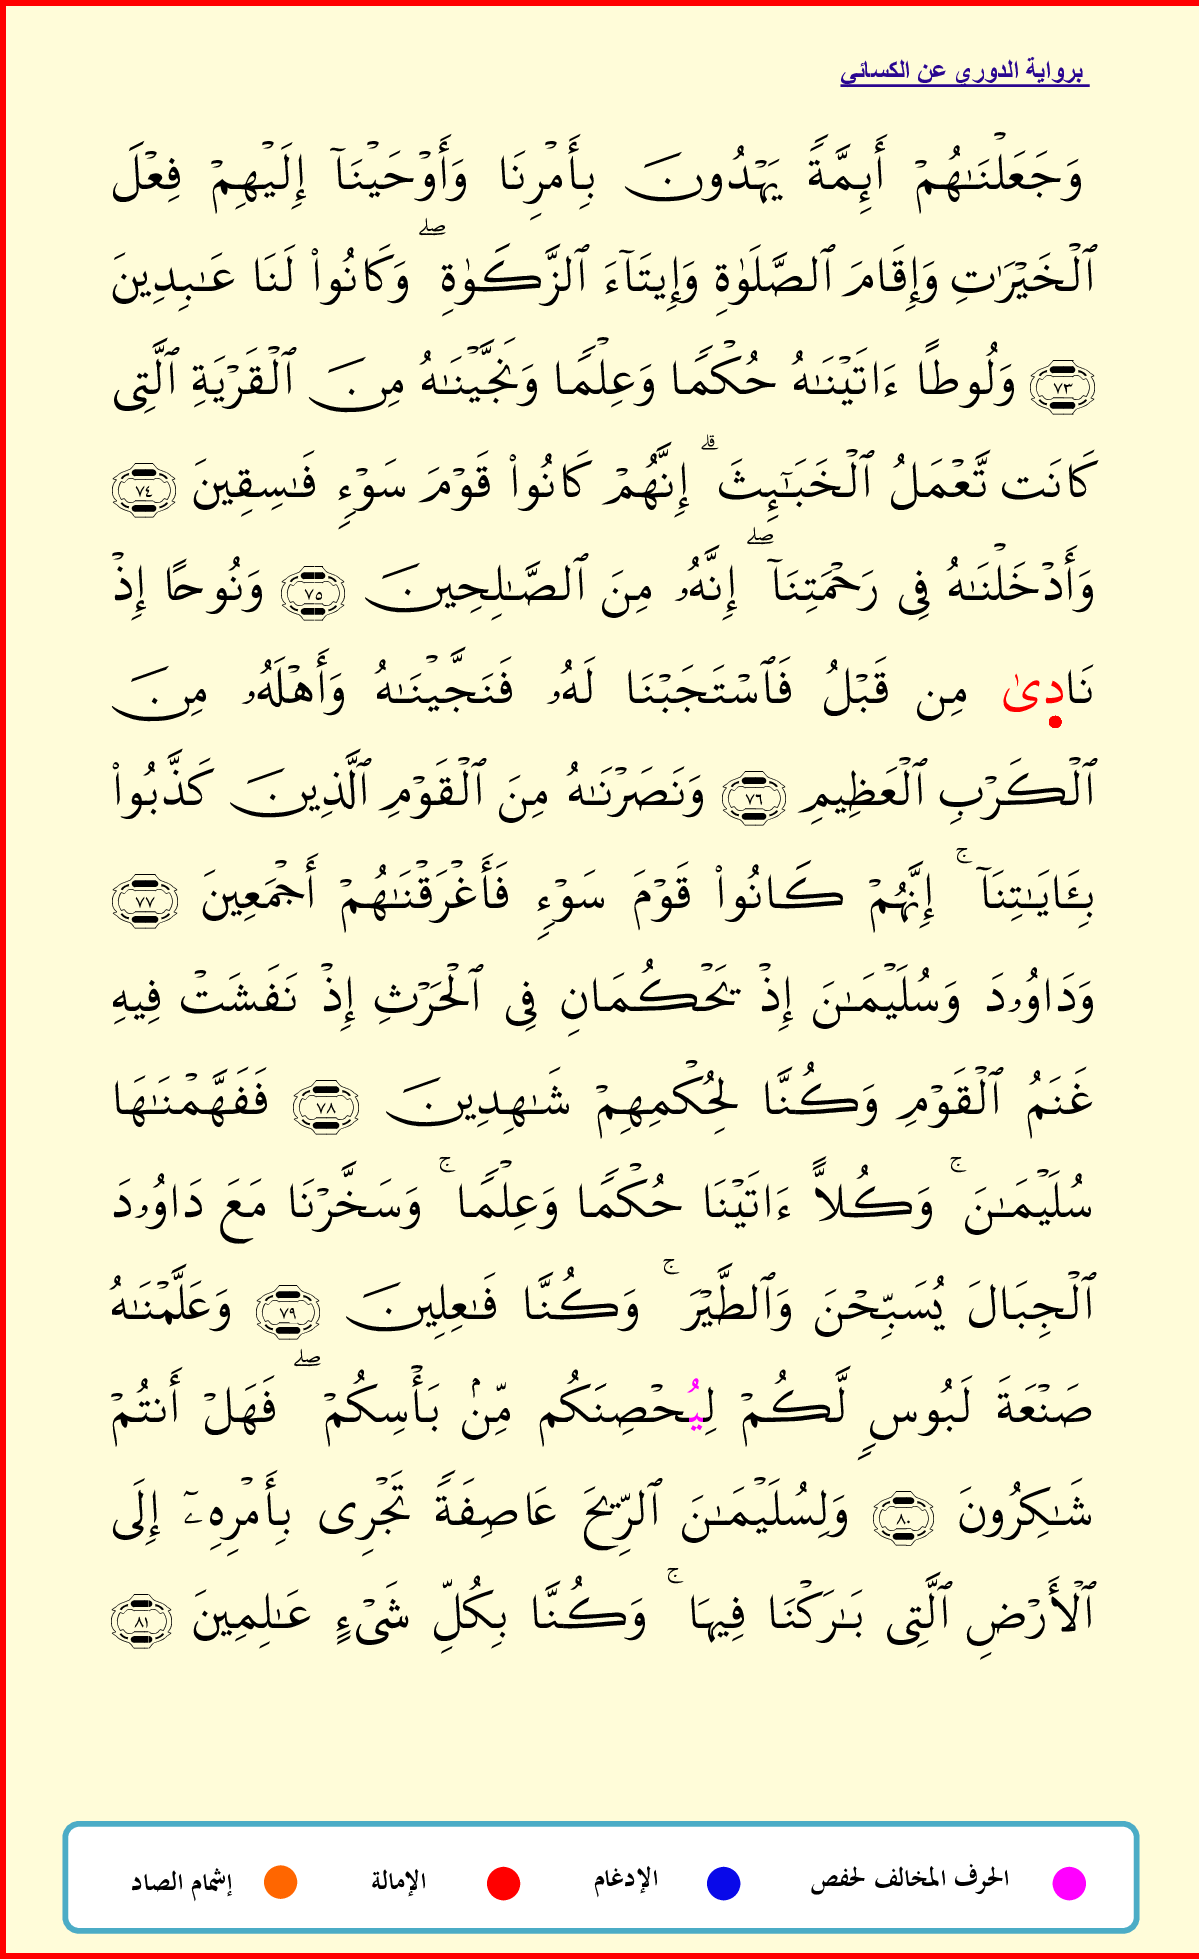 برواية الدوري عن الكسائي
وَجَعَلْنَـٰهُمْ أَئِمَّةً يَهْدُونَ بِأَمْرِنَا وَأَوْحَيْنَآ إِلَيْهِمْ فِعْلَ
ٱلْخَيْرَٰتِ وَإِقَامَ ٱلصَّلَوٰةِ وَإِيتَآءَ ٱلزَّكَوٰةِ ۖ وَكَانُوا۟ لَنَا عَـٰبِدِينَ
٧٣ وَلُوطًا ءَاتَيْنَـٰهُ حُكْمًا وَعِلْمًا وَنَجَّيْنَـٰهُ مِنَ ٱلْقَرْيَةِ ٱلَّتِى
كَانَت تَّعْمَلُ ٱلْخَبَـٰٓئِثَ ۗ إِنَّهُمْ كَانُوا۟ قَوْمَ سَوْءٍ فَـٰسِقِينَ ٧٤
وَأَدْخَلْنَـٰهُ فِى رَحْمَتِنَآ ۖ إِنَّهُۥ مِنَ ٱلصَّـٰلِحِينَ ٧٥ وَنُوحًا إِذْ
نَادِىٰ مِن قَبْلُ فَٱسْتَجَبْنَا لَهُۥ فَنَجَّيْنَـٰهُ وَأَهْلَهُۥ مِنَ
ٱلْكَرْبِ ٱلْعَظِيمِ ٧٦ وَنَصَرْنَـٰهُ مِنَ ٱلْقَوْمِ ٱلَّذِينَ كَذَّبُوا۟
بِـَٔايَـٰتِنَآ ۚ إِنَّهُمْ كَانُوا۟ قَوْمَ سَوْءٍ فَأَغْرَقْنَـٰهُمْ أَجْمَعِينَ ٧٧
وَدَاوُۥدَ وَسُلَيْمَـٰنَ إِذْ يَحْكُمَانِ فِى ٱلْحَرْثِ إِذْ نَفَشَتْ فِيهِ
غَنَمُ ٱلْقَوْمِ وَكُنَّا لِحُكْمِهِمْ شَـٰهِدِينَ ٧٨ فَفَهَّمْنَـٰهَا
سُلَيْمَـٰنَ ۚ وَكُلًّا ءَاتَيْنَا حُكْمًا وَعِلْمًا ۚ وَسَخَّرْنَا مَعَ دَاوُۥدَ
ٱلْجِبَالَ يُسَبِّحْنَ وَٱلطَّيْرَ ۚ وَكُنَّا فَـٰعِلِينَ ٧٩ وَعَلَّمْنَـٰهُ
صَنْعَةَ لَبُوسٍ لَّكُمْ لِيُحْصِنَكُم مِّنۢ بَأْسِكُمْ ۖ فَهَلْ أَنتُمْ
شَـٰكِرُونَ ٨٠ وَلِسُلَيْمَـٰنَ ٱلرِّيحَ عَاصِفَةً تَجْرِى بِأَمْرِهِۦٓ إِلَى
ٱلْأَرْضِ ٱلَّتِى بَـٰرَكْنَا فِيهَا ۚ وَكُنَّا بِكُلِّ شَىْءٍ عَـٰلِمِينَ ٨١
الحرف المخالف لحفص الإدغام الإمالة إشمام الصاد